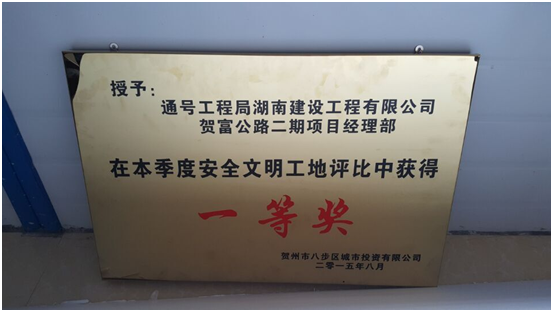 授予：
通号工程局湖南建设工程有限公司
贺富公路二期项目经理部
在本季度安全文明工地评比中获得
一等奖
贺州市八步区城市投资有限公司
二零一五年八月